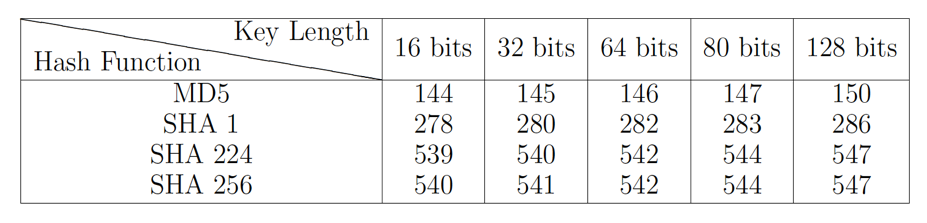 Key Length
Hash Function
16 bits 32 bits 64 bits 80 bits 128 bits
MD5 144 145 146 147 150
SHA 1 278 280 282 283 286
SHA 224 539 540 542 544 547
SHA 256 540 541 542 544 547